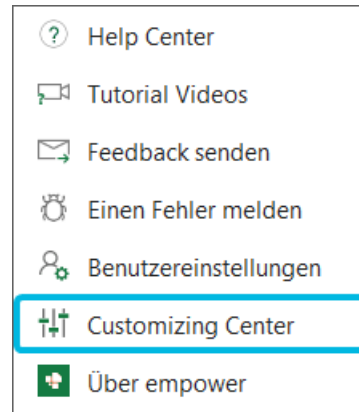 Help Center
Tutorial Videos
Feedback senden
Einen Fehler melden
Benutzereinstellungen
Customizing Center
Über empower